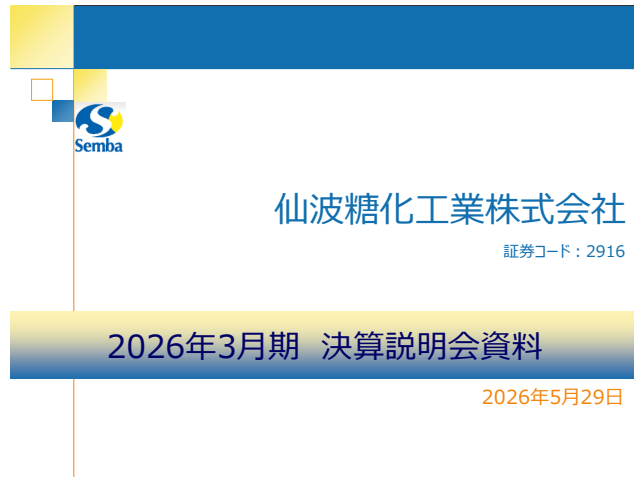 Semba
仙波糖化工業株式会社
証券コード：2916
2026年3月期 決算説明会資料
2026年5月29日